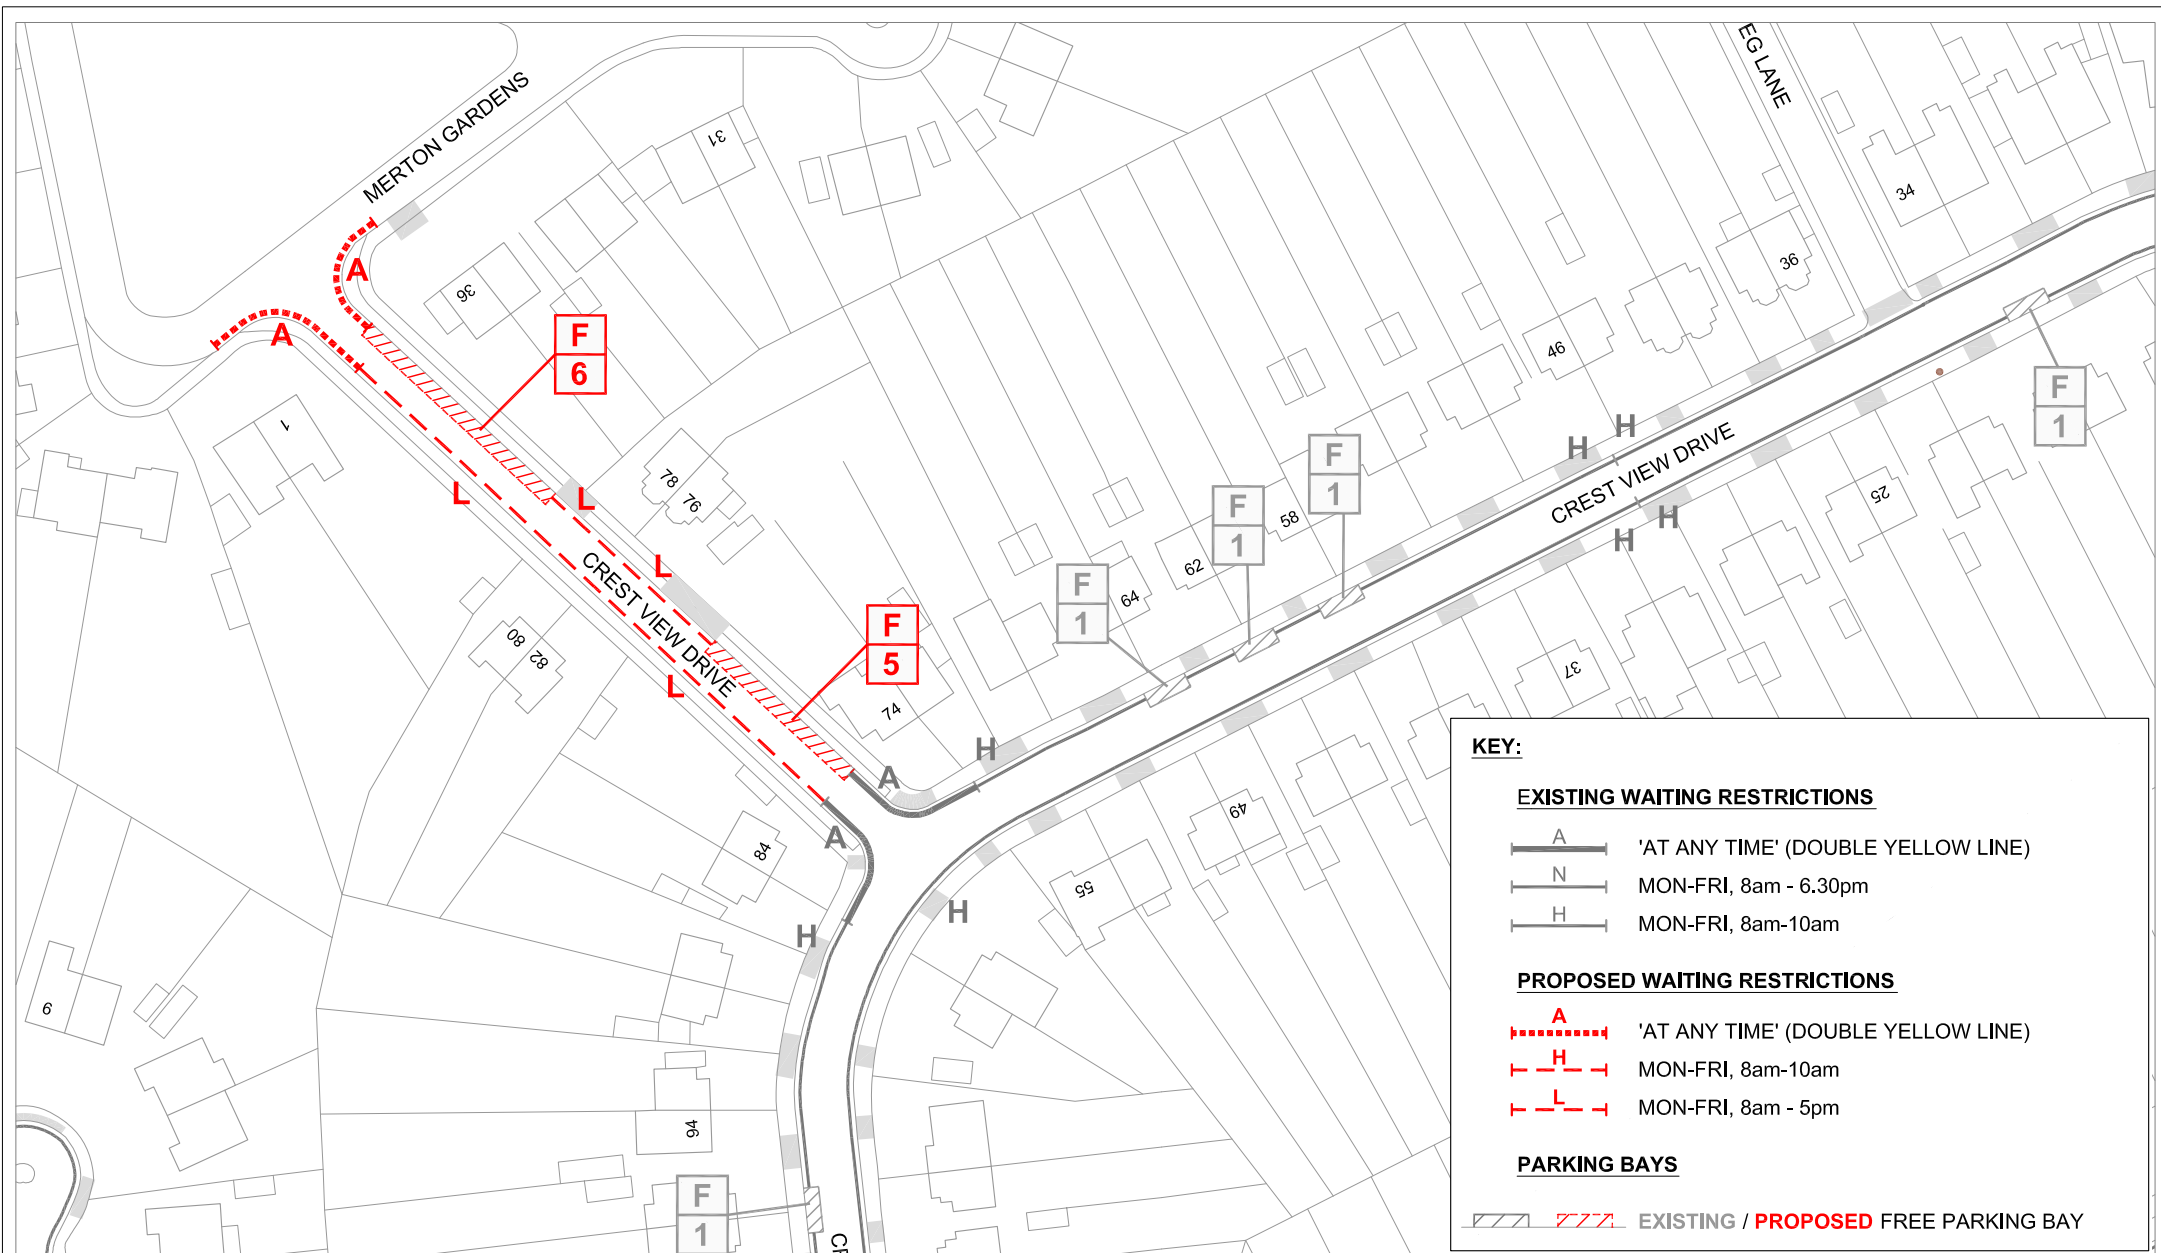 EG LANE
MERTON GARDENS
31
34
36
36
A
A
F
6
1
46
F
1
F
1
H
H
CREST VIEW DRIVE
H
H
25
F
1
58
62
F
1
64
78
76
L
L
L
L
CREST VIEW DRIVE
80
82
F
5
74
37
H
A
A
49
84
55
H
H
9
94
F
1
KEY:
EXISTING WAITING RESTRICTIONS
A
'AT ANY TIME' (DOUBLE YELLOW LINE)
N
MON-FRI, 8am - 6.30pm
H
MON-FRI, 8am-10am
PROPOSED WAITING RESTRICTIONS
A
'AT ANY TIME' (DOUBLE YELLOW LINE)
H
MON-FRI, 8am-10am
L
MON-FRI, 8am - 5pm
PARKING BAYS
EXISTING / PROPOSED FREE PARKING BAY